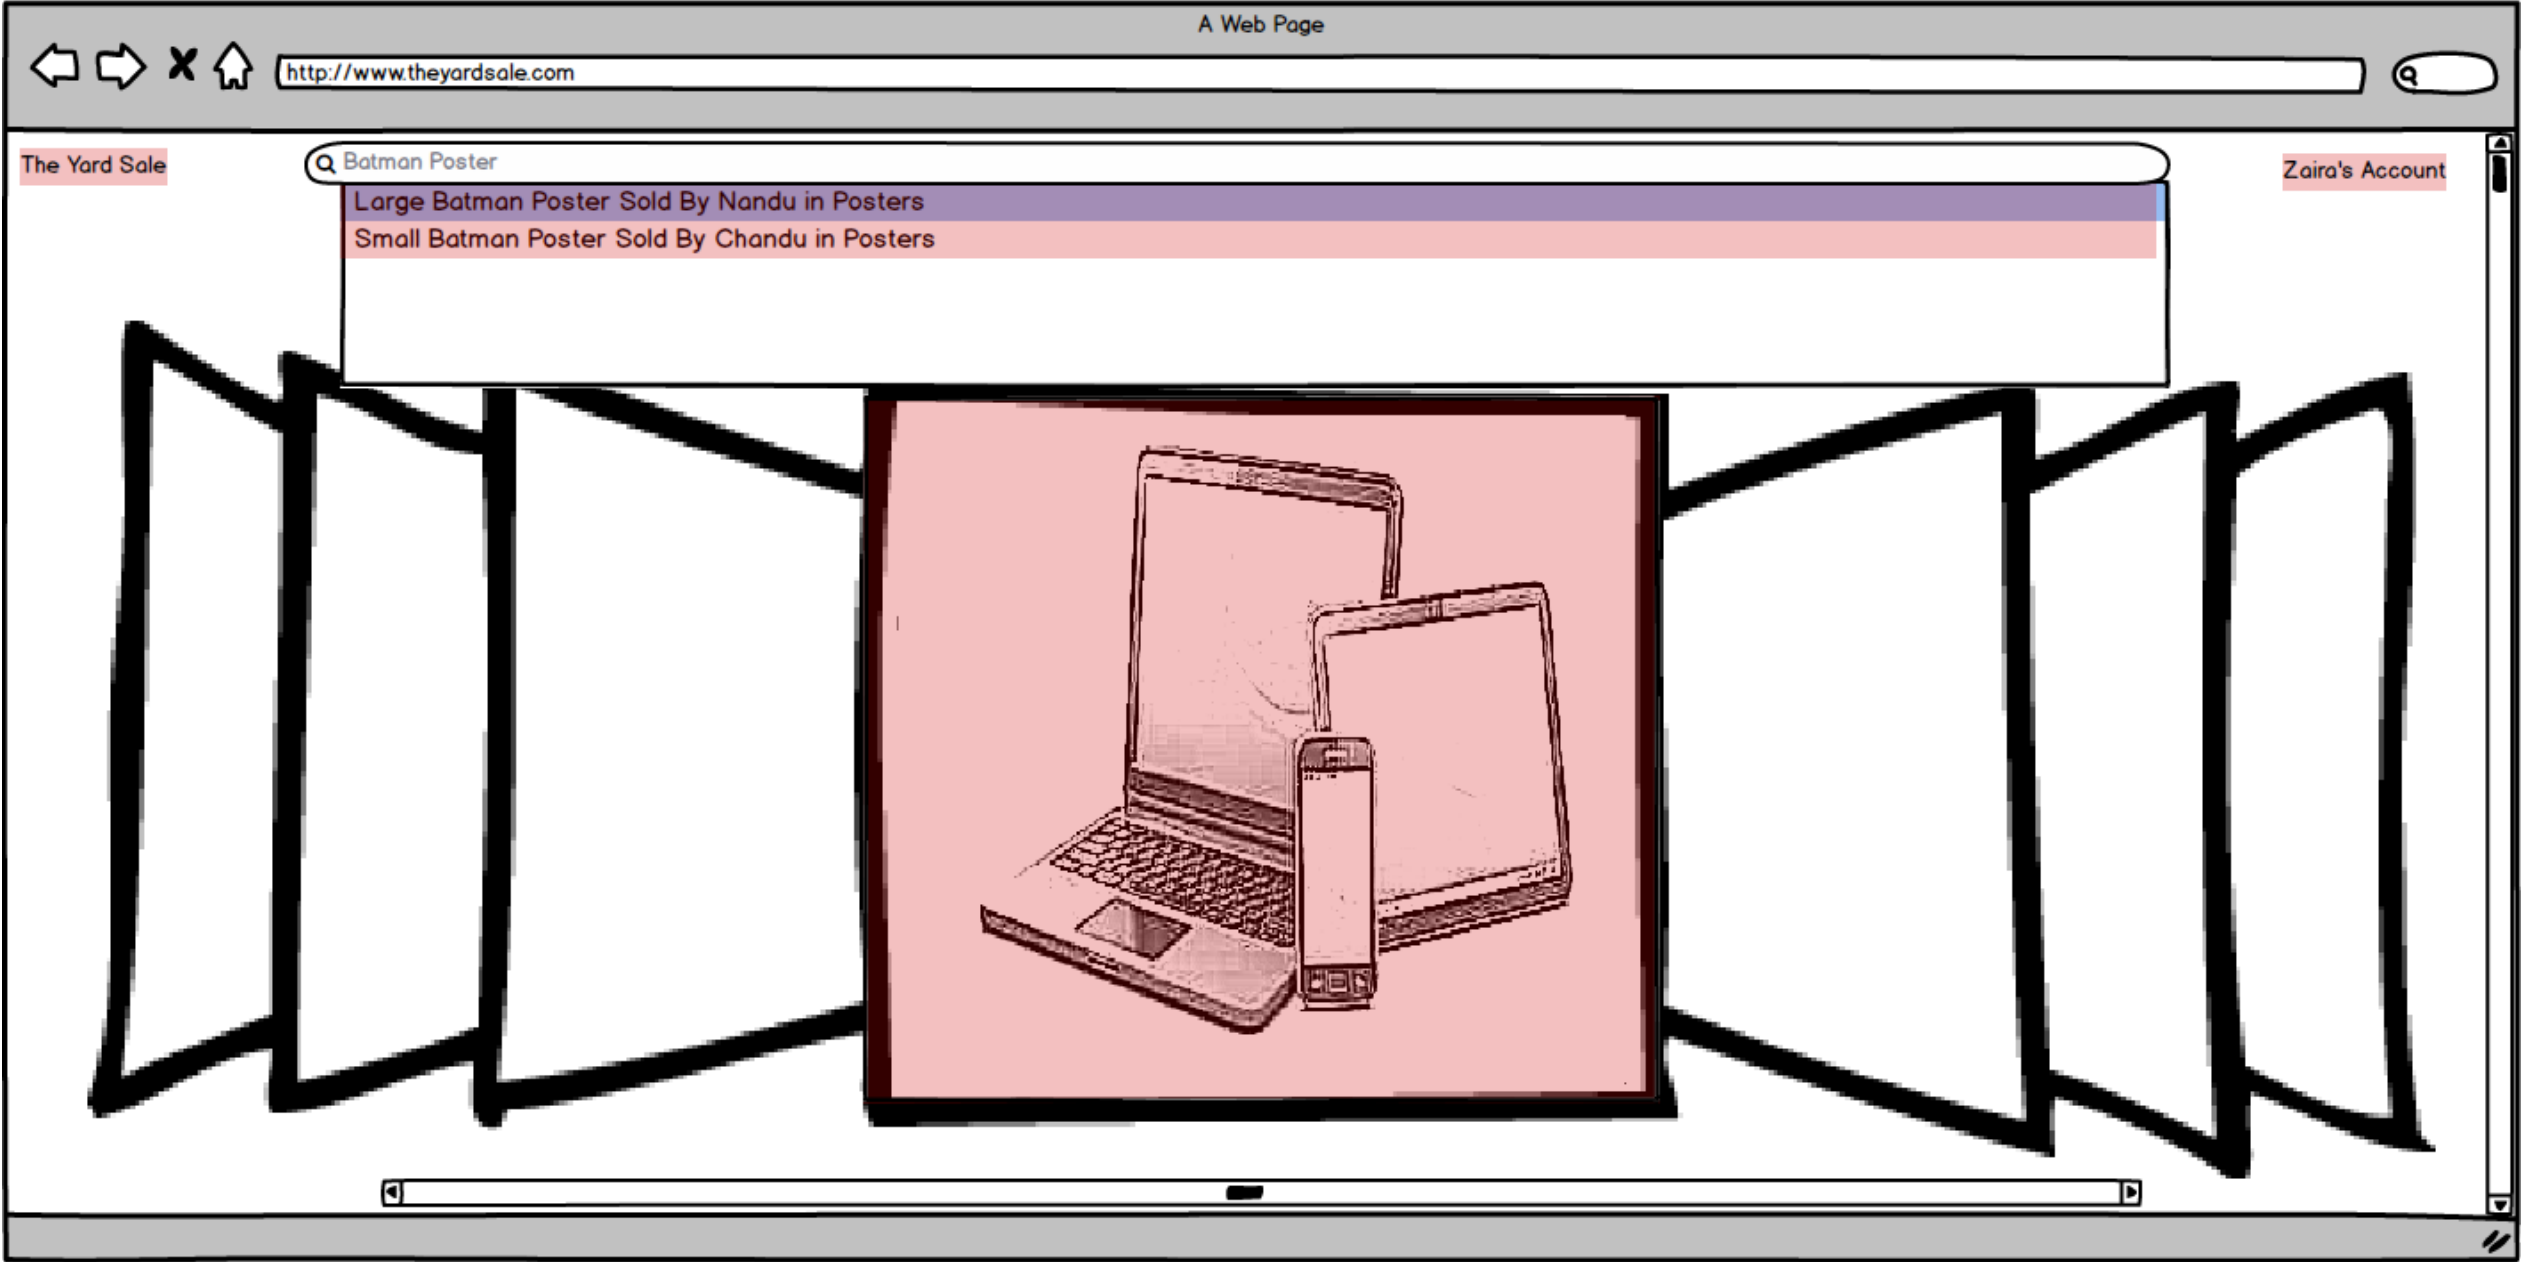 A Web Page
http://www.theyardsale.com
The Yard Sale
Batman Poster
Zaira's Account
Large Batman Poster Sold By Nandu in Posters
Small Batman Poster Sold By Chandu in Posters